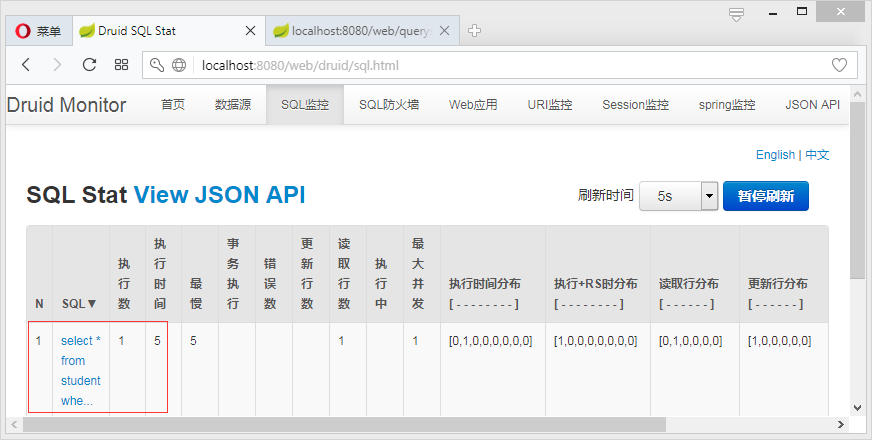 菜单
Druid SQL Stat
localhost:8080/web/query
localhost:8080/web/druid/sql.html
Druid Monitor 首页 数据源 SQL监控 SQL防火墙 Web应用 URI监控 Session监控 spring监控 JSON API
English | 中文
SQL Stat View JSON API
刷新时间 5s 暂停刷新
N SQL▼ 执行数 执行时间 最慢 事务执行 错误数 更新行数 读取行数 执行中 最大并发 执行时间分布 [ - - - - - - - - ] 执行+RS时分布 [ - - - - - - - - ] 读取行分布 [ - - - - - - ] 更新行分布 [ - - - - - - ]
1 select * from student whe... 1 5 5 1 1 [0,1,0,0,0,0,0,0] [1,0,0,0,0,0,0,0] [0,1,0,0,0,0] [1,0,0,0,0,0]